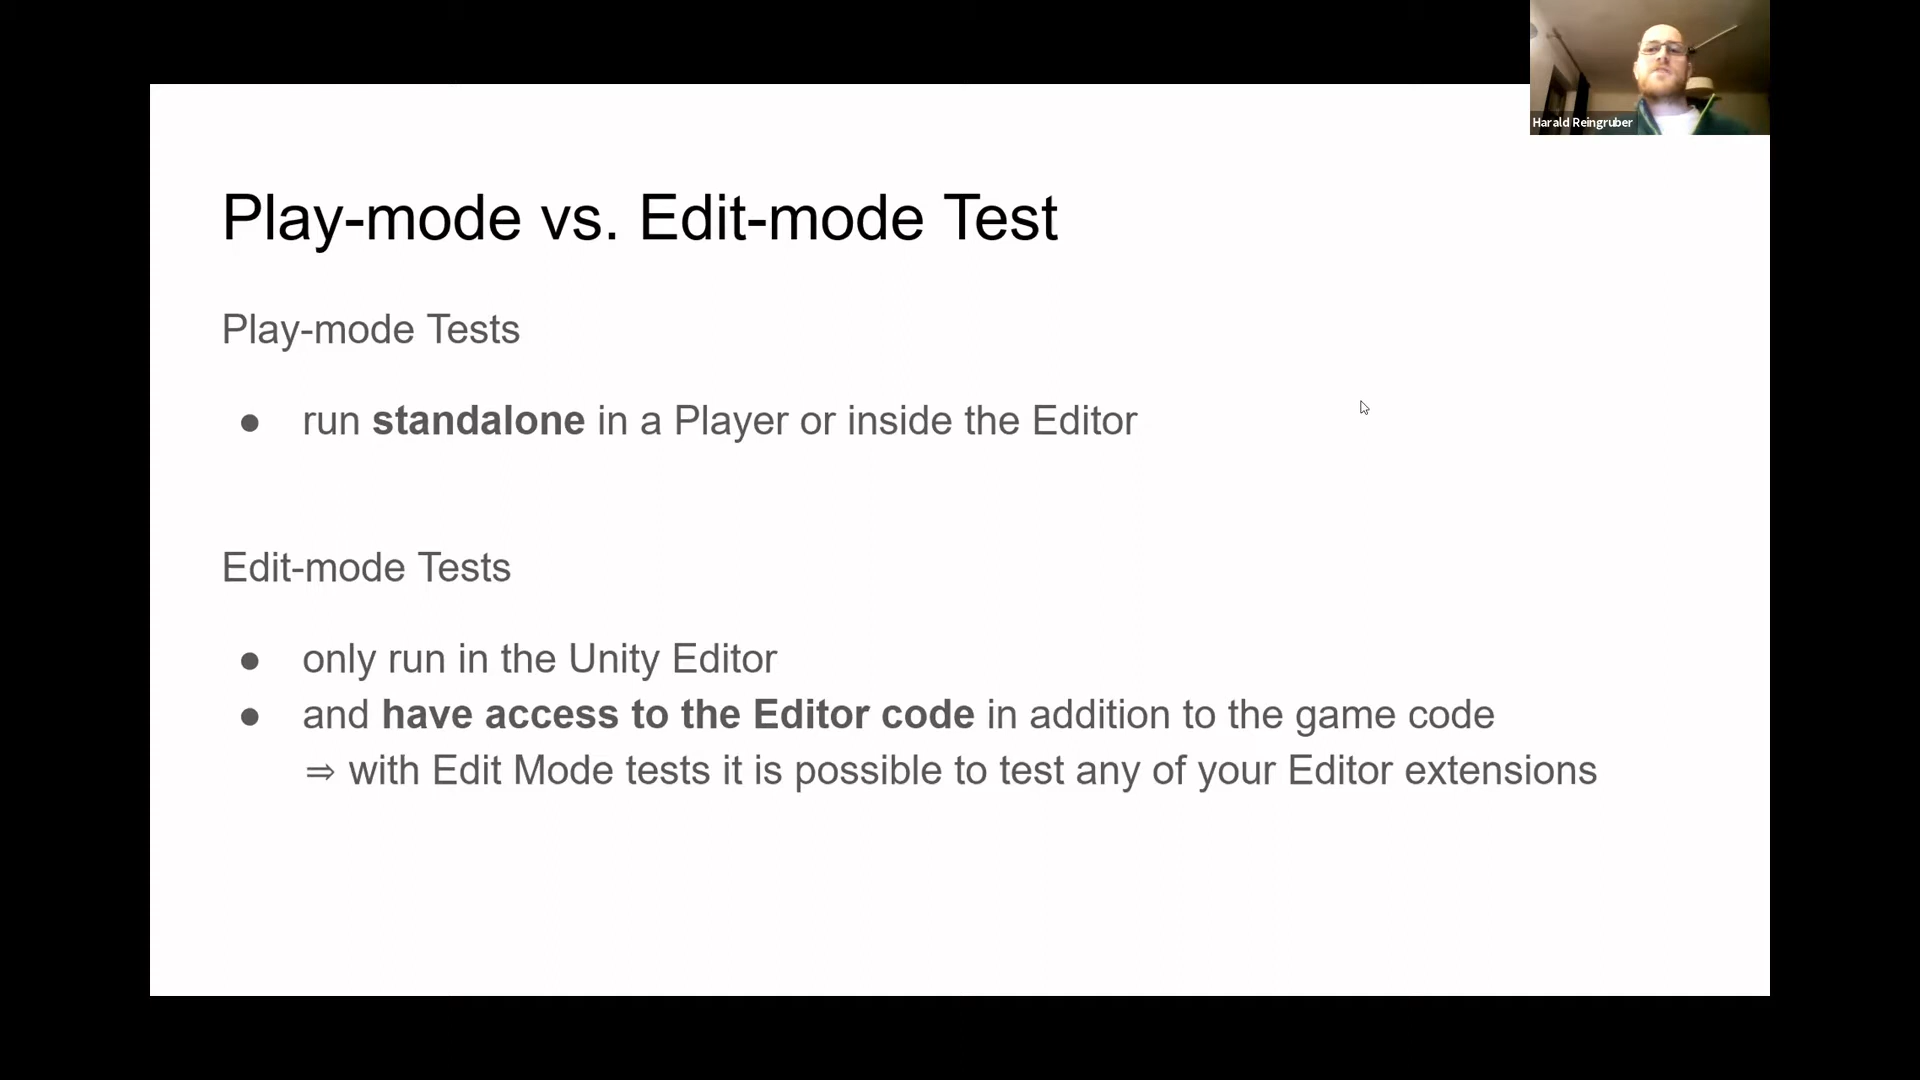 Harald Reingruber
Play-mode vs. Edit-mode Test
Play-mode Tests
● run standalone in a Player or inside the Editor
Edit-mode Tests
● only run in the Unity Editor
● and have access to the Editor code in addition to the game code
⇒ with Edit Mode tests it is possible to test any of your Editor extensions